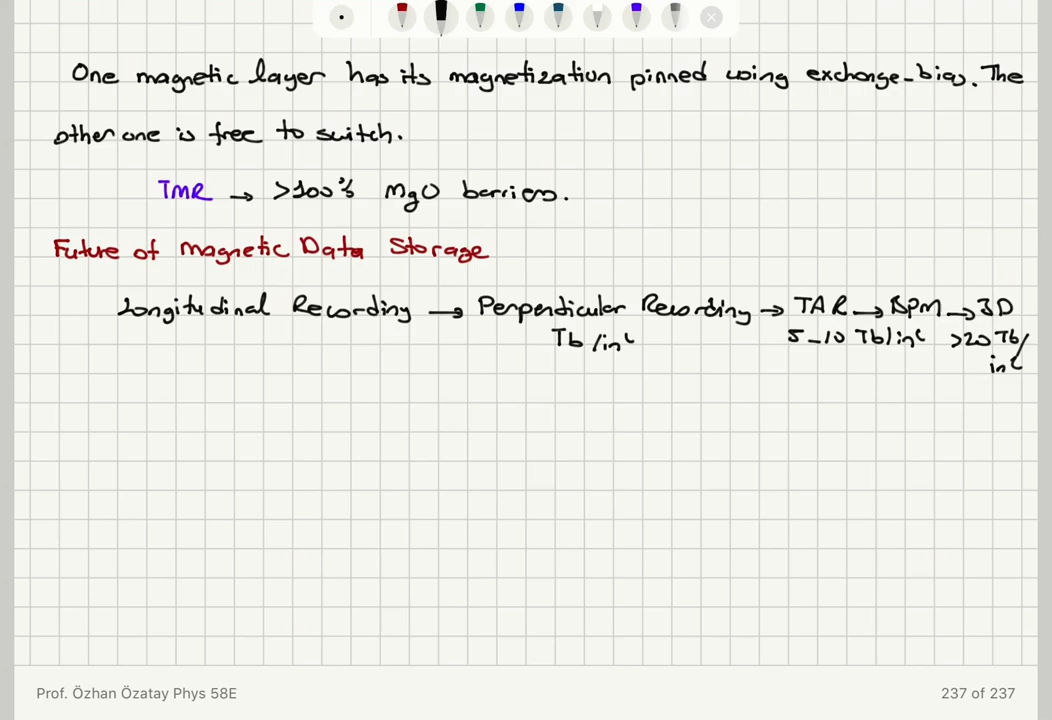 One magnetic layer has its magnetization pinned using exchange-bias. The
other one is free to switch.
TMR → >100% MgO barriers.
Future of Magnetic Data Storage
Longitudinal Recording → Perpendicular Recording → TAR → BPM → 3D
Tb/in² 5-10 Tb/in² >20 Tb/
in²
Prof. Özhan Özatay Phys 58E 237 of 237